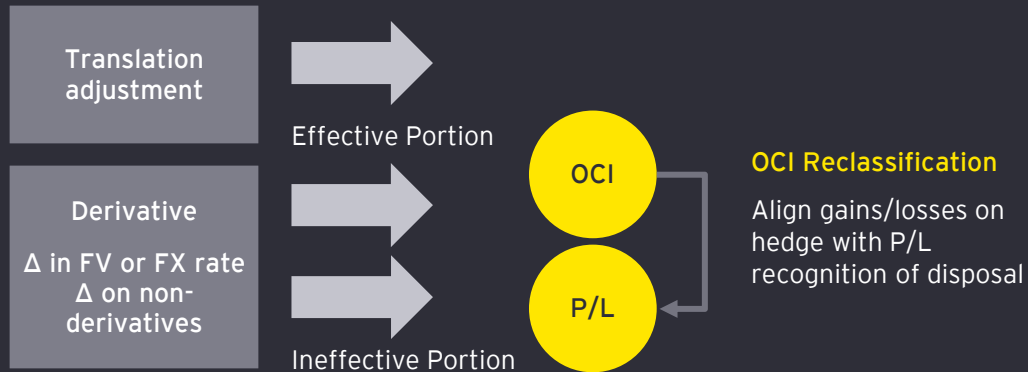 Translation
adjustment
Effective Portion
Derivative
Δ in FV or FX rate
Δ on non-
derivatives
Ineffective Portion
OCI
P/L
OCI Reclassification
Align gains/losses on
hedge with P/L
recognition of disposal